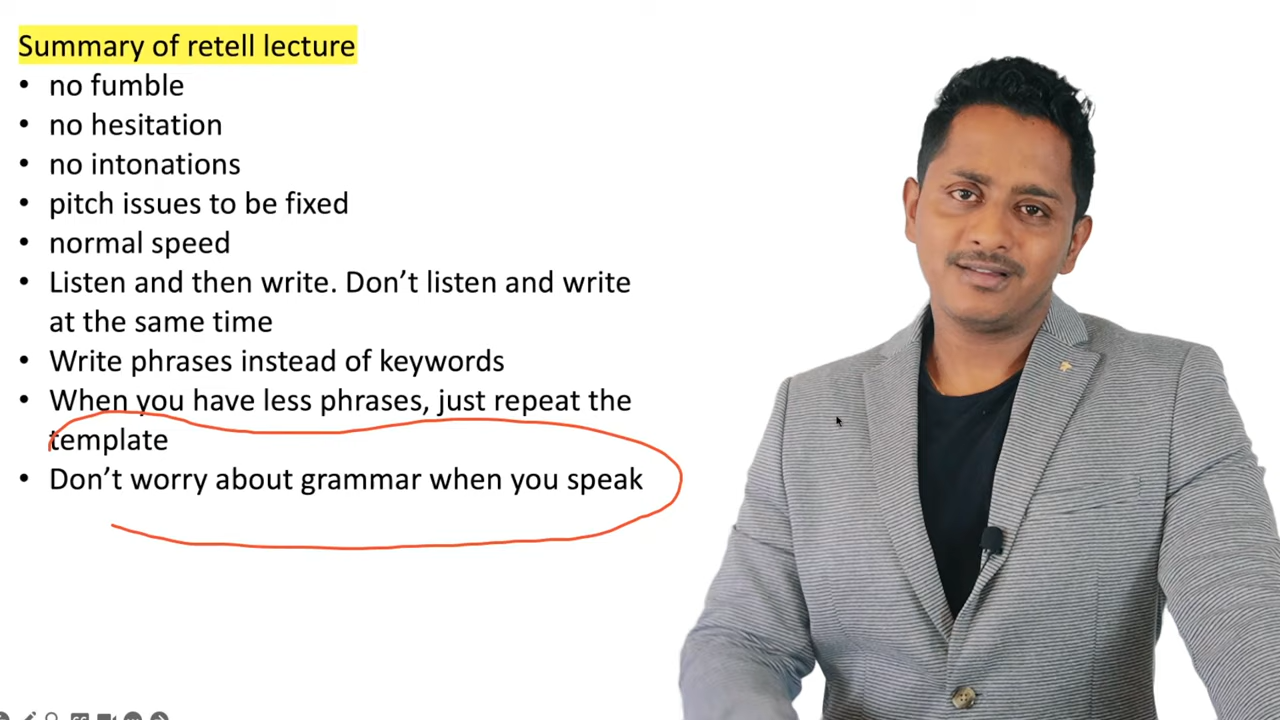 Summary of retell lecture
• no fumble
• no hesitation
• no intonations
• pitch issues to be fixed
• normal speed
• Listen and then write. Don’t listen and write
at the same time
• Write phrases instead of keywords
• When you have less phrases, just repeat the
template
• Don’t worry about grammar when you speak